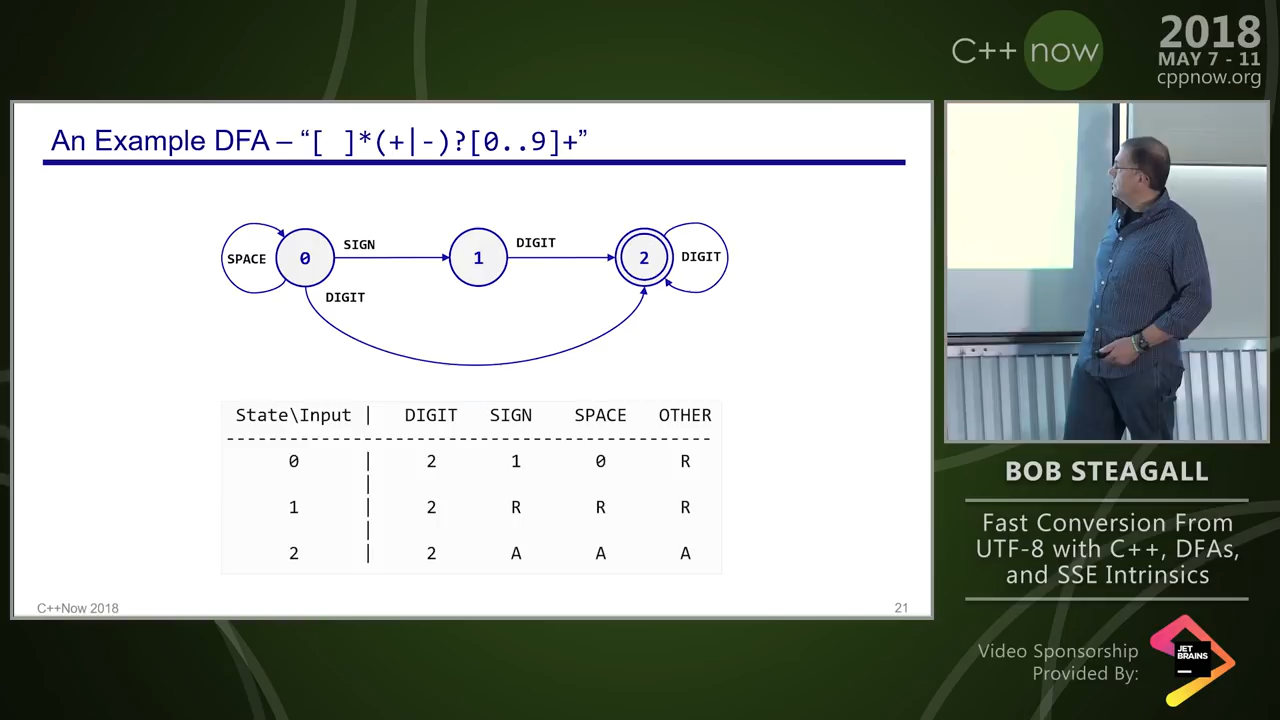 C++ now
2018
MAY 7 - 11
cppnow.org
An Example DFA – “[ ]*(+|-)?[0..9]+”
SPACE
0
SIGN
1
DIGIT
2
DIGIT
DIGIT
State\Input | DIGIT SIGN SPACE OTHER
-----------------------------------------
0 | 2 1 0 R
|
1 | 2 R R R
|
2 | 2 A A A
C++Now 2018
21
BOB STEAGALL
Fast Conversion From
UTF-8 with C++, DFAs,
and SSE Intrinsics
Video Sponsorship
Provided By:
JET
BRAINS